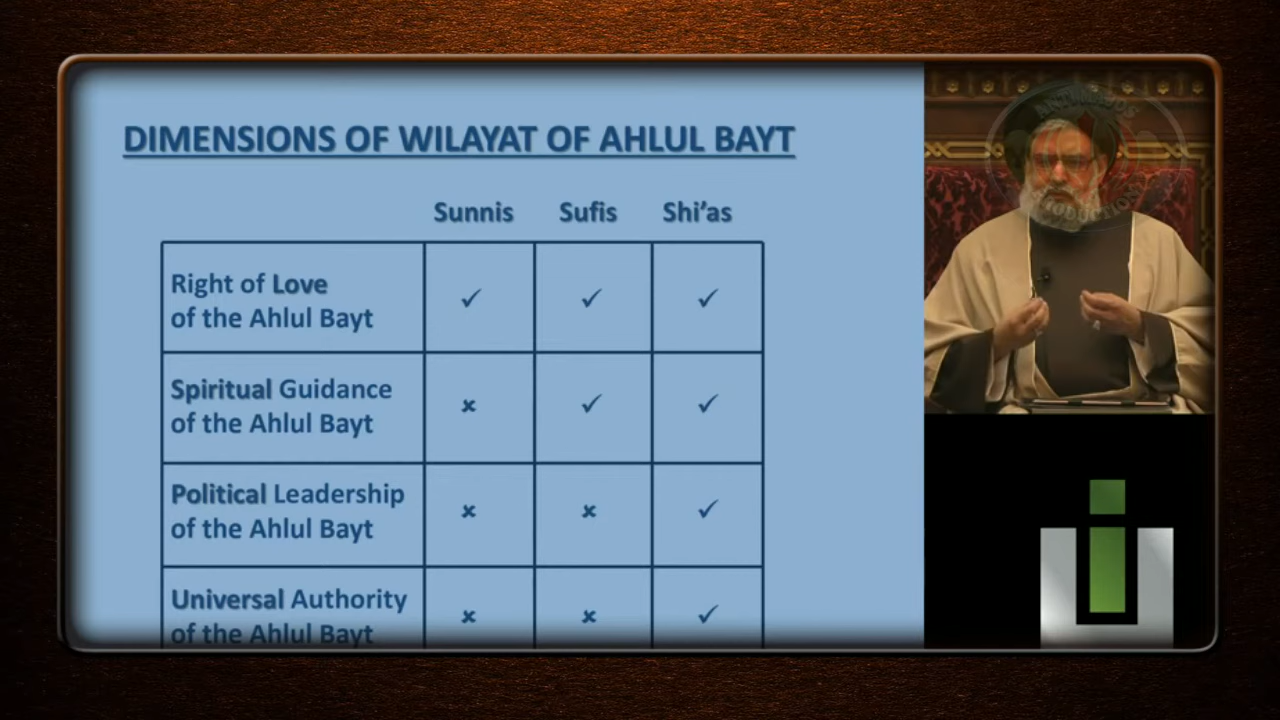 DIMENSIONS OF WILAYAT OF AHLUL BAYT
Sunnis Sufis Shi'as
Right of Love
of the Ahlul Bayt
✓ ✓ ✓
Spiritual Guidance
of the Ahlul Bayt
✗ ✓ ✓
Political Leadership
of the Ahlul Bayt
✗ ✗ ✓
Universal Authority
of the Ahlul Bayt
✗ ✗ ✓